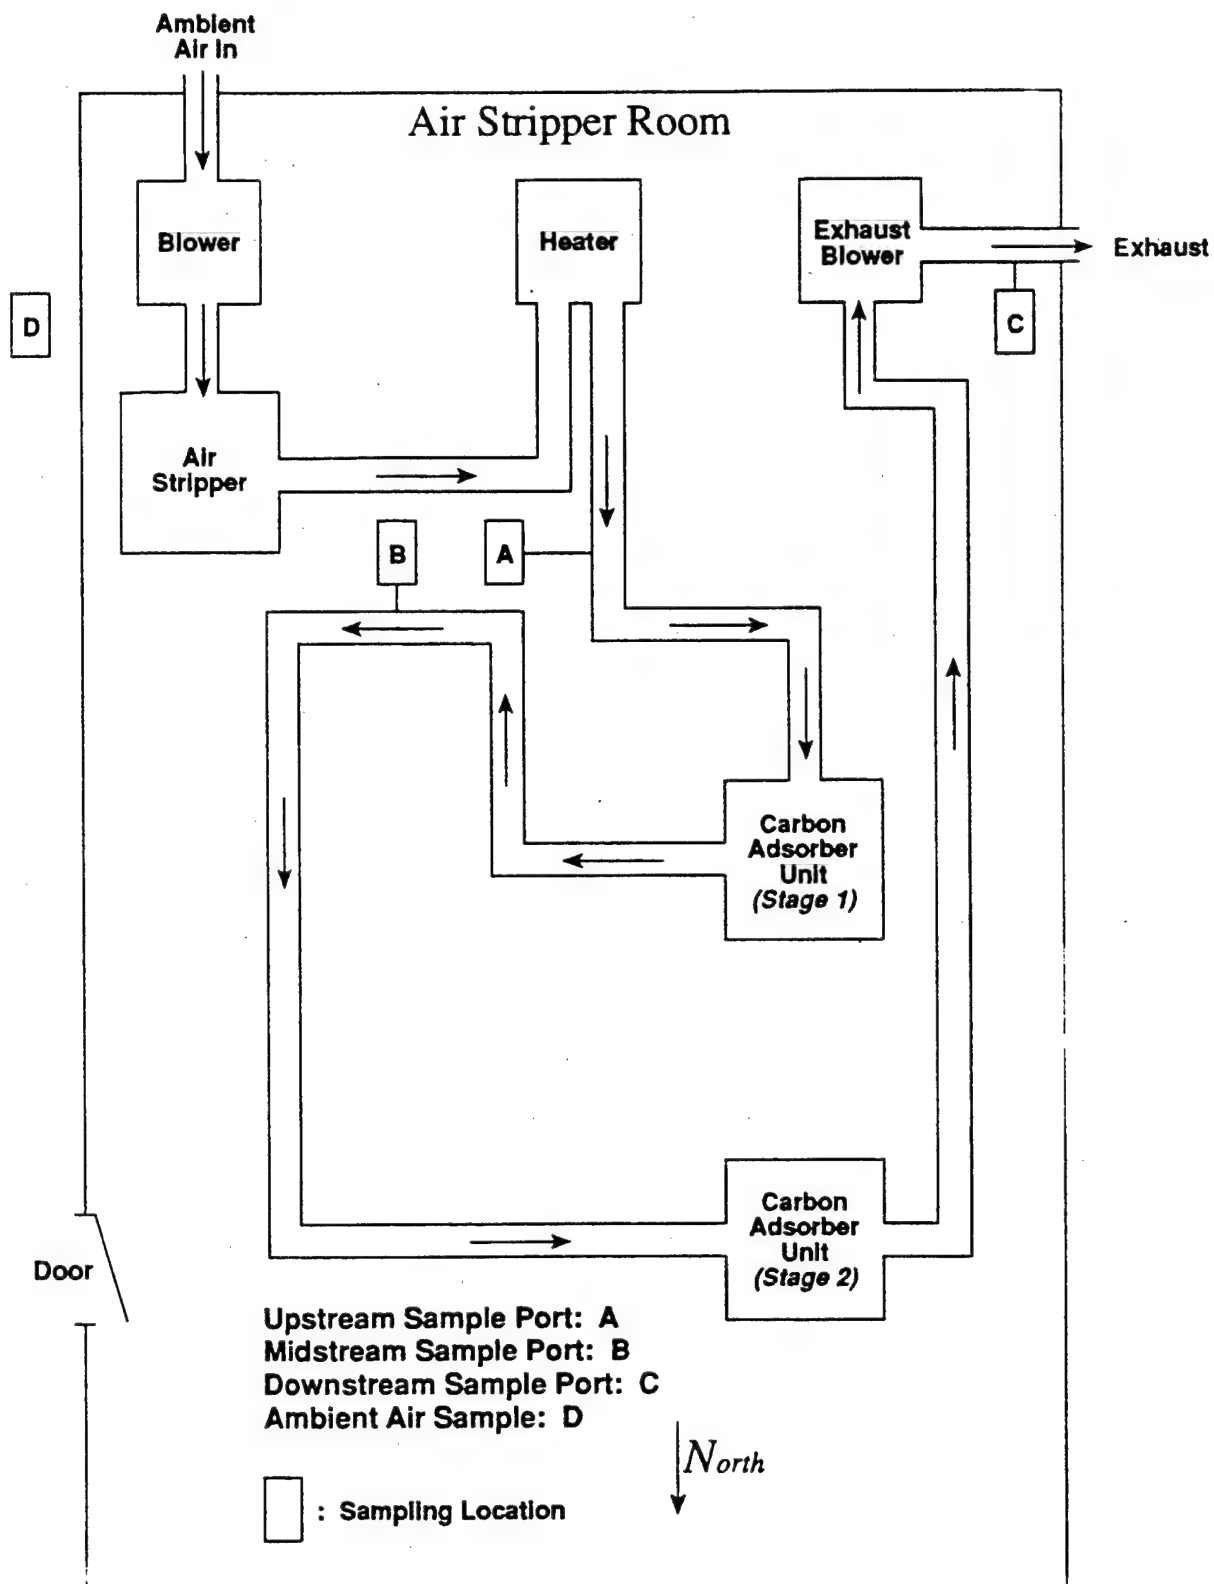 Ambient
Air In
Air Stripper Room
Blower
Heater
Exhaust
Blower
Exhaust
D
C
Air
Stripper
B
A
Carbon
Adsorber
Unit
(Stage 1)
Carbon
Adsorber
Unit
(Stage 2)
Door
Upstream Sample Port: A
Midstream Sample Port: B
Downstream Sample Port: C
Ambient Air Sample: D
North
: Sampling Location